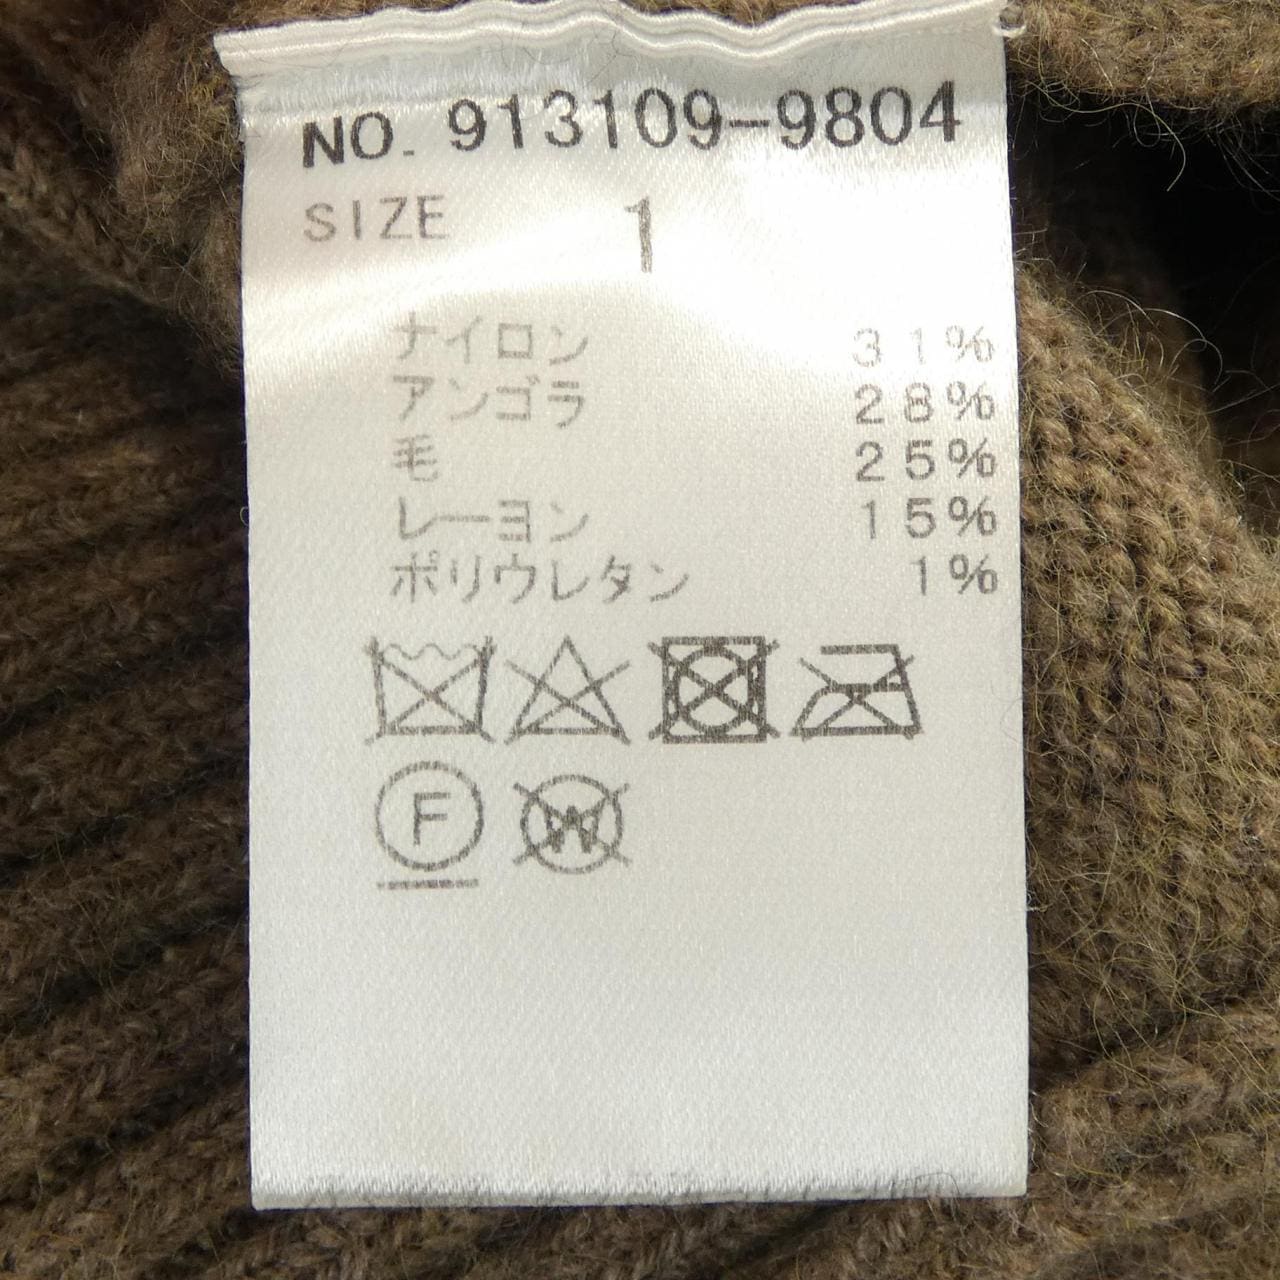 NO. 913109-9804
SIZE 1
ナイロン 31%
アンゴラ 28%
毛 25%
レーヨン 15%
ポリウレタン 1%
F W